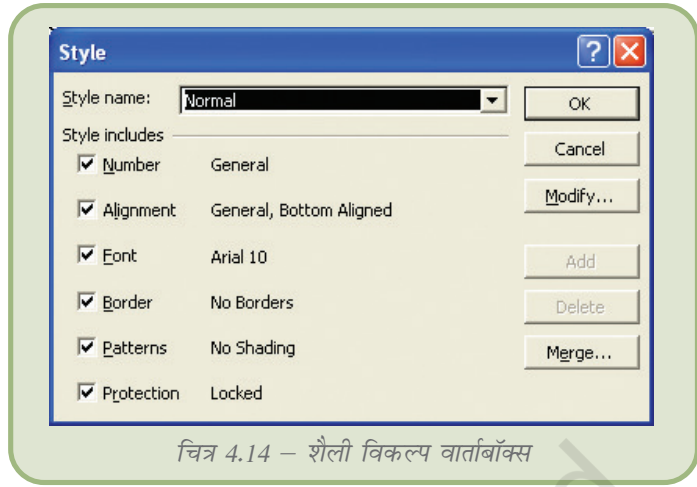 Style
Style name: Normal OK
Style includes
Cancel
Number General
Modify...
Alignment General, Bottom Aligned
Font Arial 10
Add
Border No Borders
Delete
Patterns No Shading
Merge...
Protection Locked
चित्र 4.14 – शैली विकल्प वार्ताबॉक्स